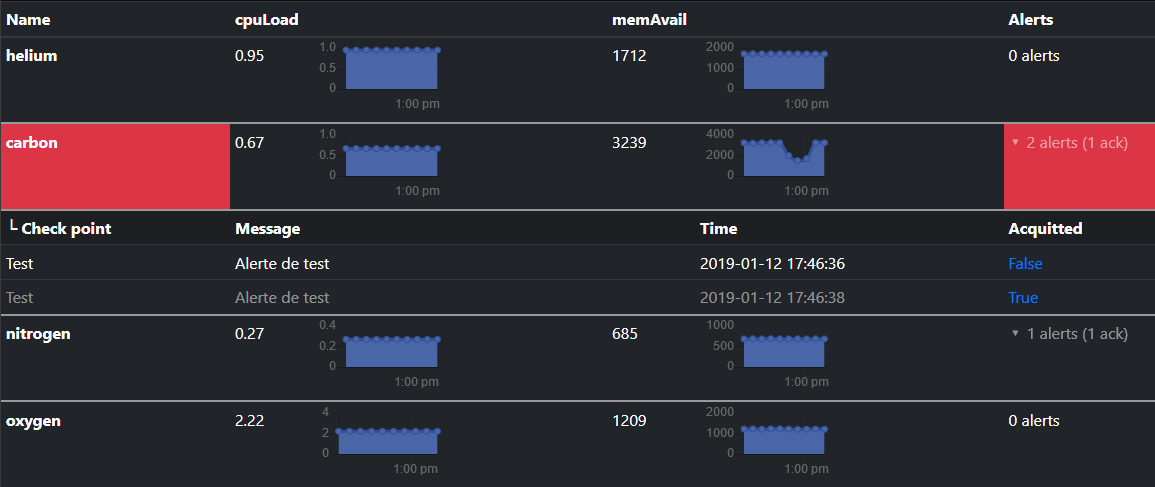 Name cpuLoad memAvail Alerts
helium 0.95 1.0 0.5 0 1:00 pm 1712 2000 1000 0 1:00 pm 0 alerts
carbon 0.67 1.0 0.5 0 1:00 pm 3239 4000 2000 0 1:00 pm ▾ 2 alerts (1 ack)
└ Check point Message Time Acquitted
Test Alerte de test 2019-01-12 17:46:36 False
Test Alerte de test 2019-01-12 17:46:38 True
nitrogen 0.27 0.4 0.2 0 1:00 pm 685 1000 500 0 1:00 pm ▾ 1 alerts (1 ack)
oxygen 2.22 4 2 0 1:00 pm 1209 2000 1000 0 1:00 pm 0 alerts